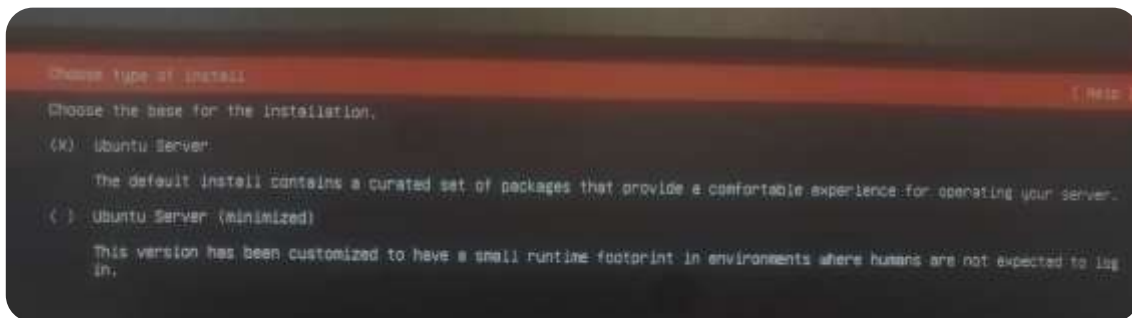 Choose type of install
[ Help ]
Choose the base for the installation.
(X) Ubuntu Server
The default install contains a curated set of packages that provide a comfortable experience for operating your server.
( ) Ubuntu Server (minimized)
This version has been customized to have a small runtime footprint in environments where humans are not expected to log
in.